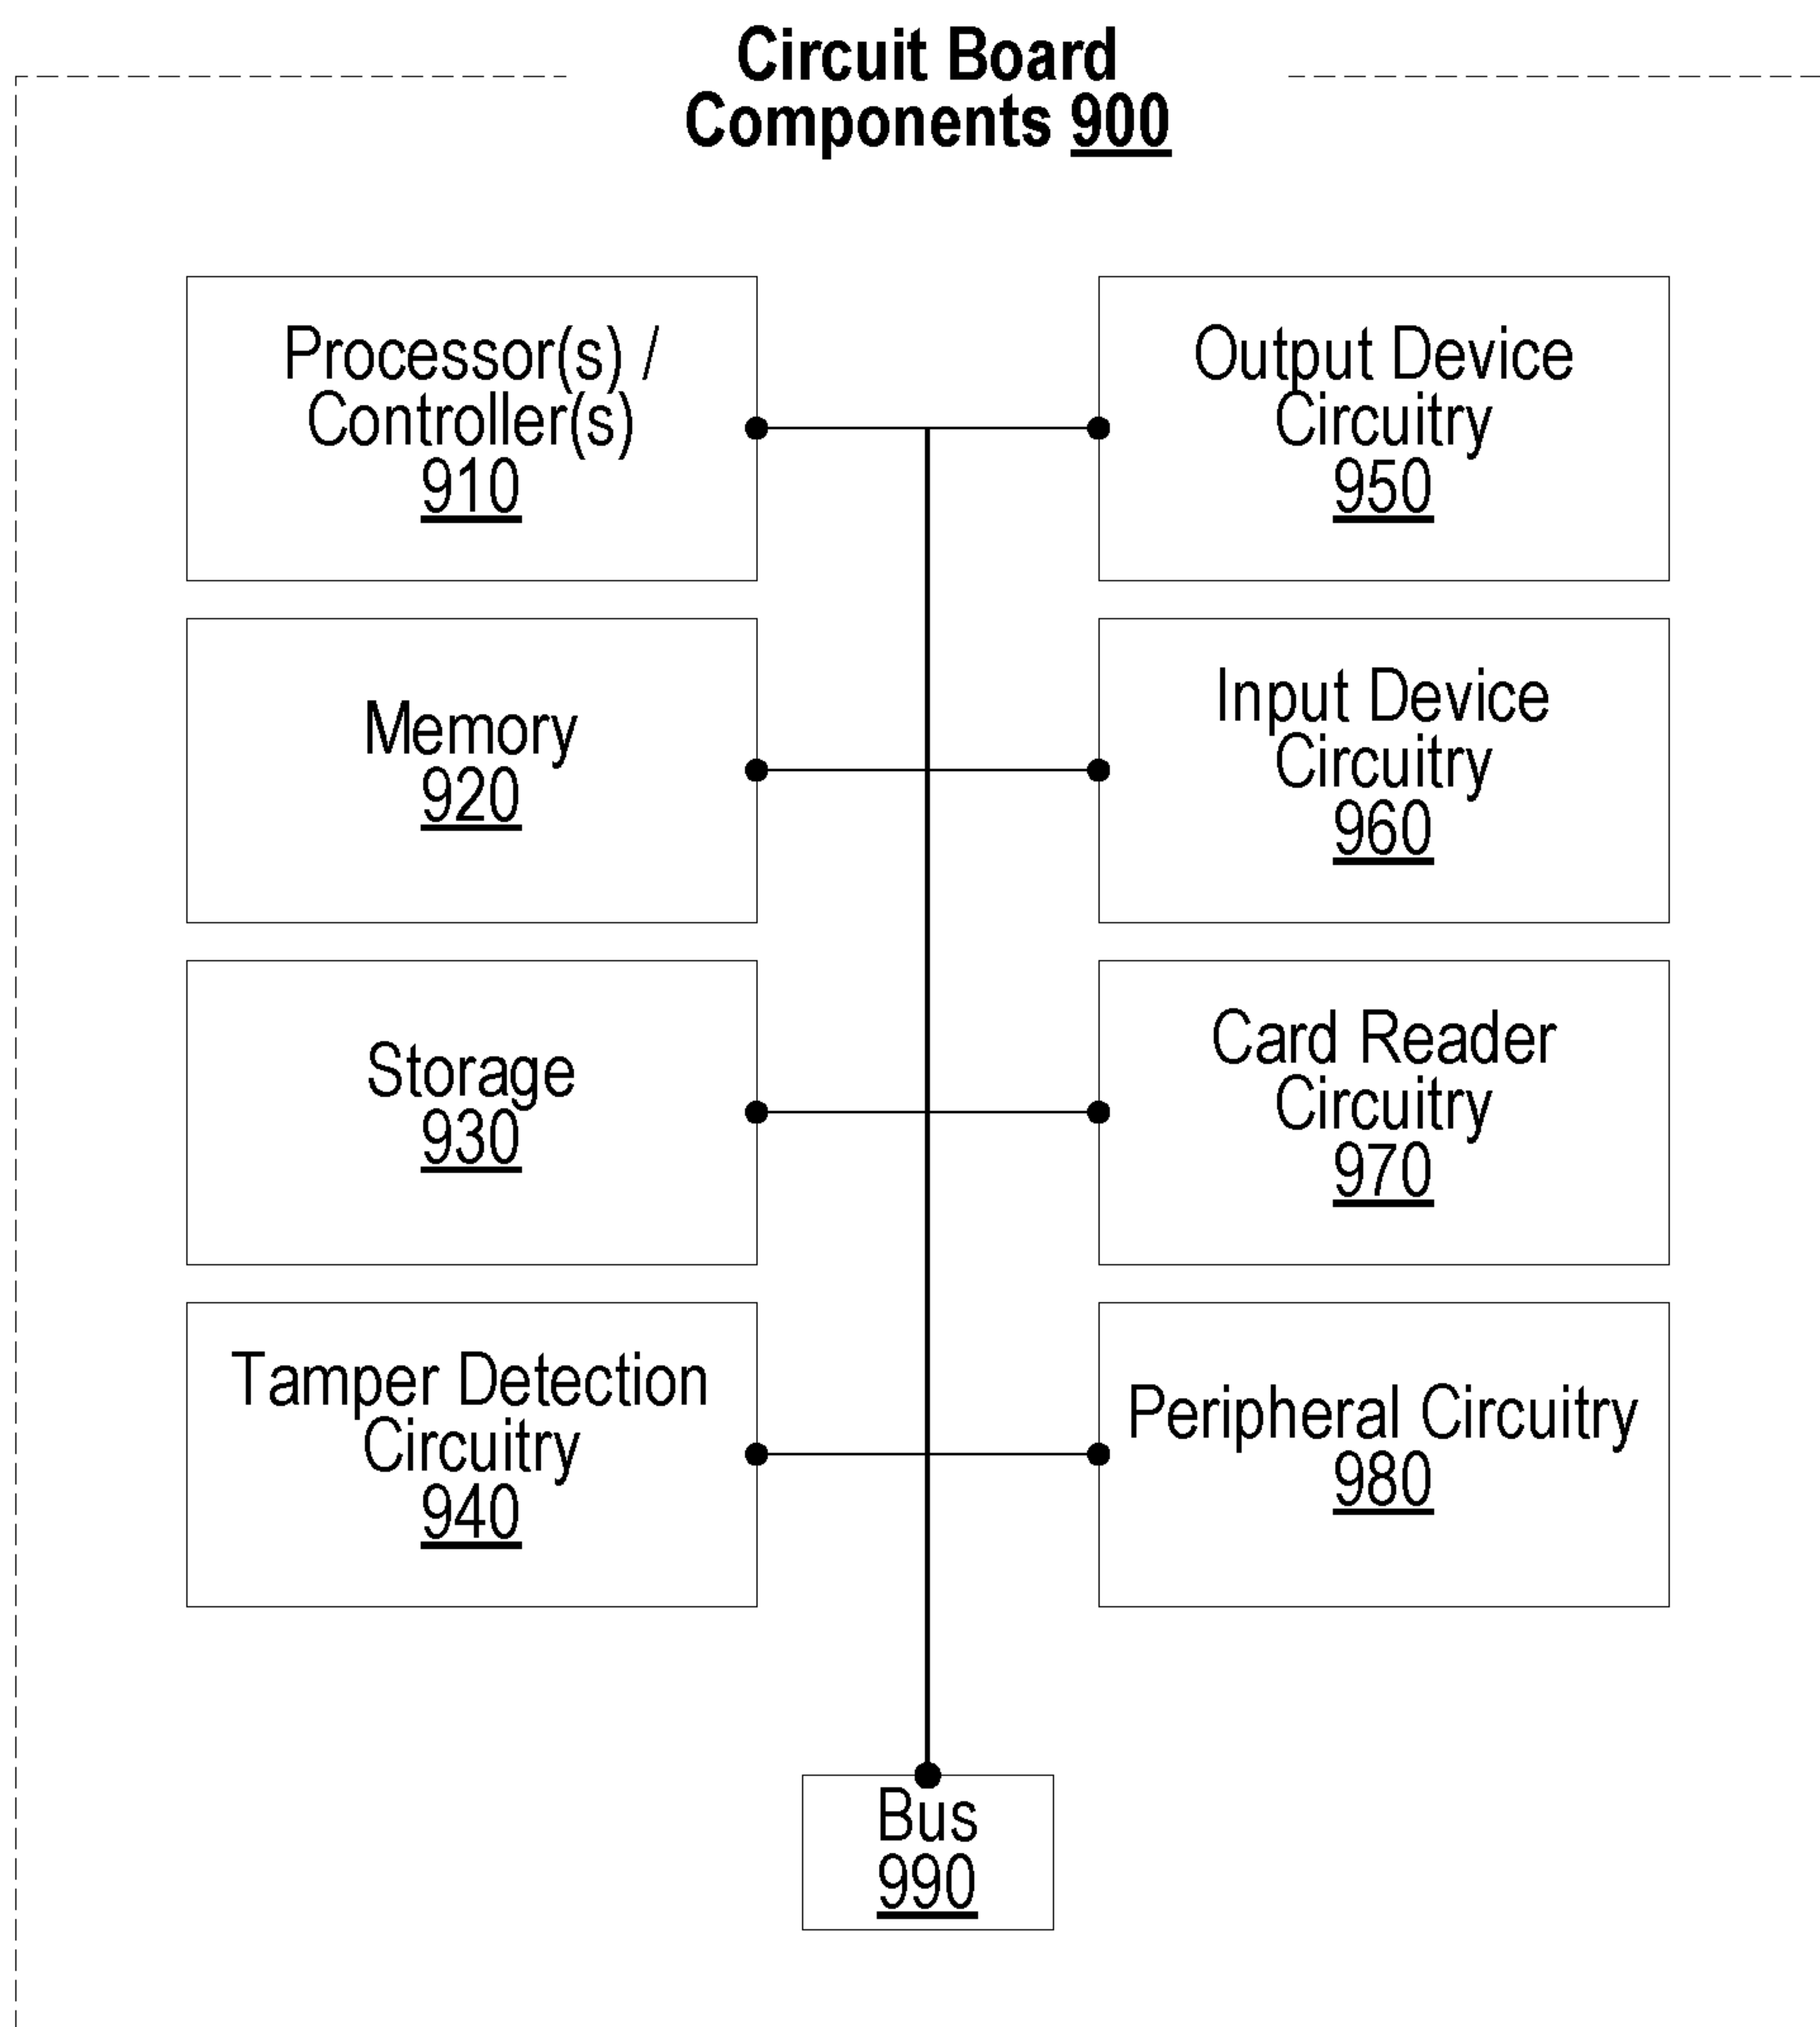 Circuit Board
Components 900
Processor(s) /
Controller(s)
910
Output Device
Circuitry
950
Memory
920
Input Device
Circuitry
960
Storage
930
Card Reader
Circuitry
970
Tamper Detection
Circuitry
940
Peripheral Circuitry
980
Bus
990